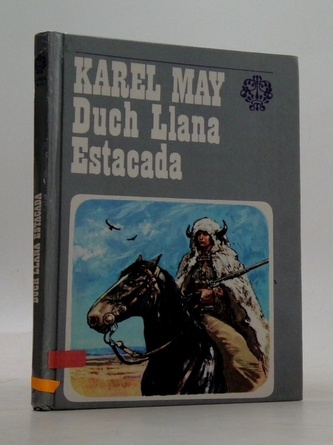 KAREL MAY
Duch Llana
Estacada
DUCH LLANA ESTACADA